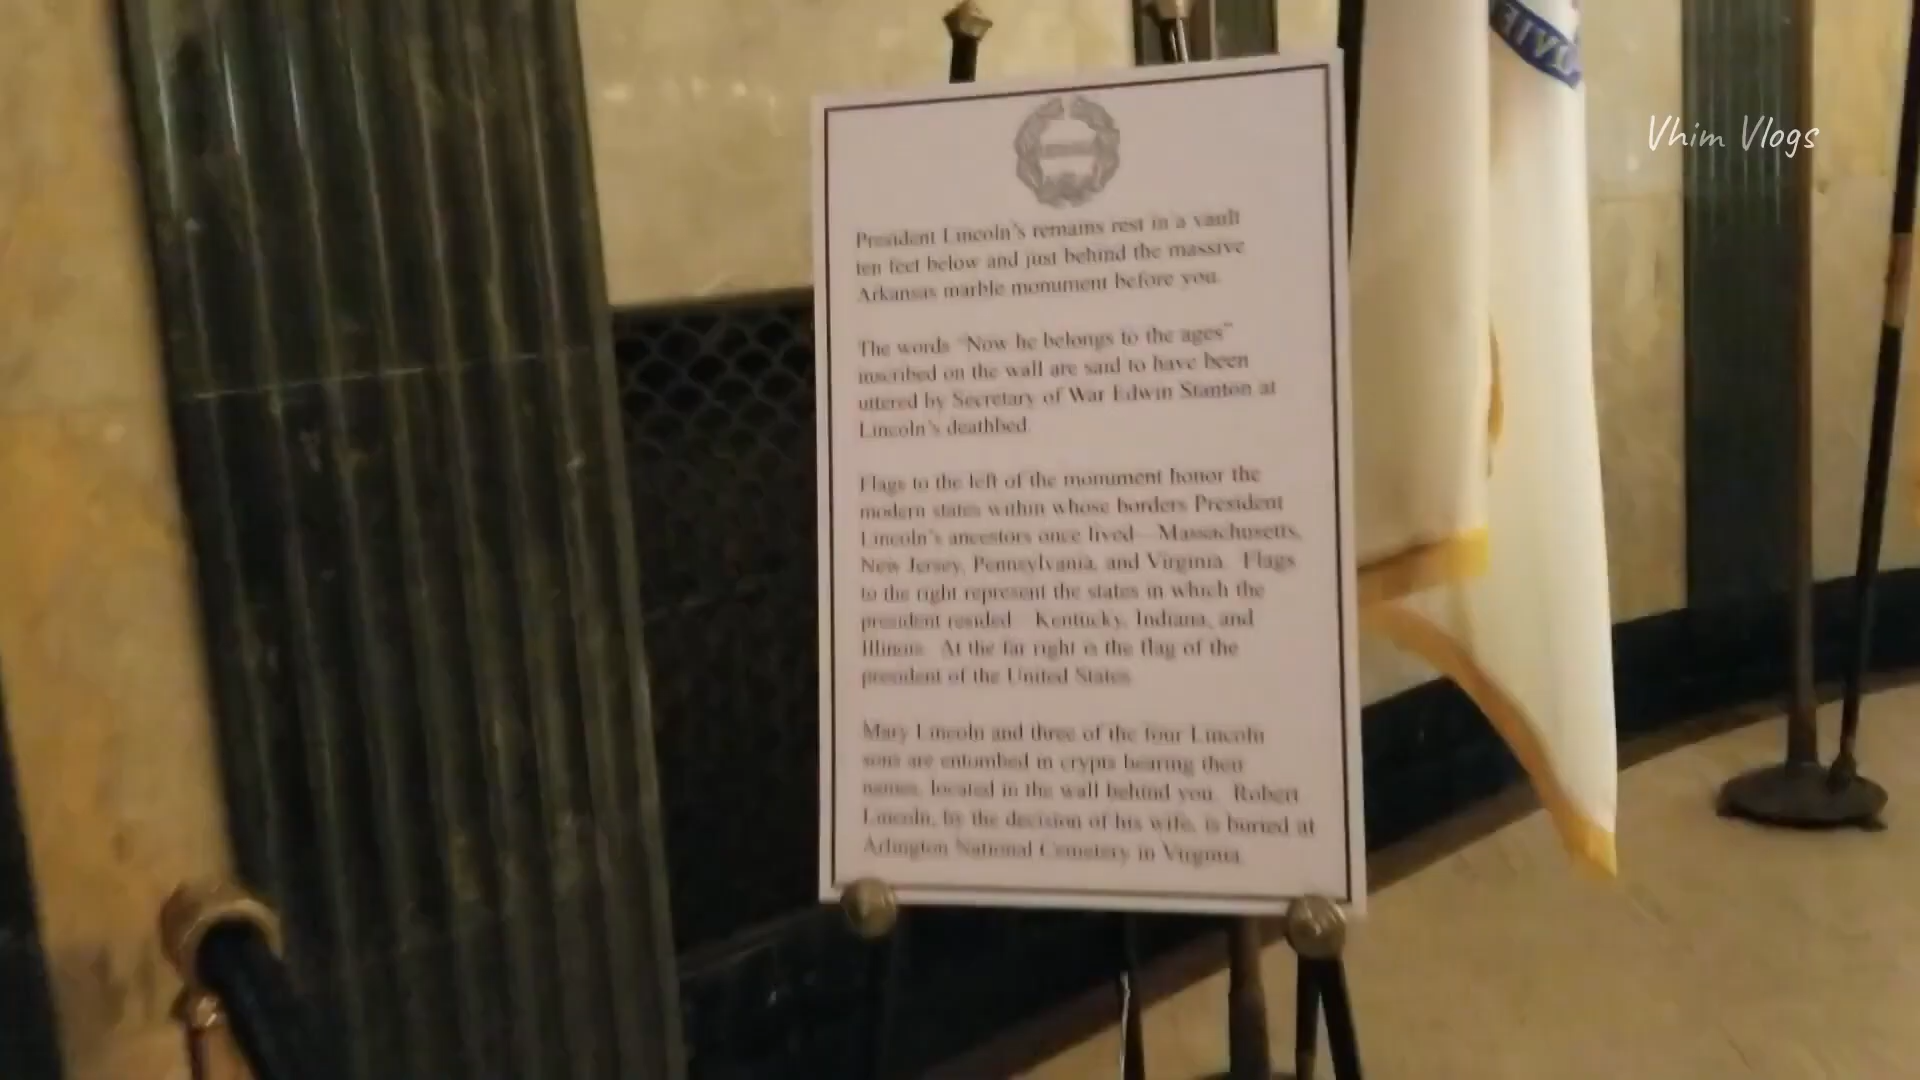 Vhim Vlogs
President Lincoln's remains rest in a vault
ten feet below and just behind the massive
Arkansas marble monument before you.
The words "Now he belongs to the ages"
inscribed on the wall are said to have been
uttered by Secretary of War Edwin Stanton at
Lincoln's deathbed.
Flags to the left of the monument honor the
modern states within whose borders President
Lincoln's ancestors once lived—Massachusetts,
New Jersey, Pennsylvania, and Virginia. Flags
to the right represent the states in which the
president resided—Kentucky, Indiana, and
Illinois. At the far right is the flag of the
president of the United States.
Mary Lincoln and three of the four Lincoln
sons are entombed in crypts bearing their
names, located in the wall behind you. Robert
Lincoln, by the decision of his wife, is buried at
Arlington National Cemetery in Virginia.